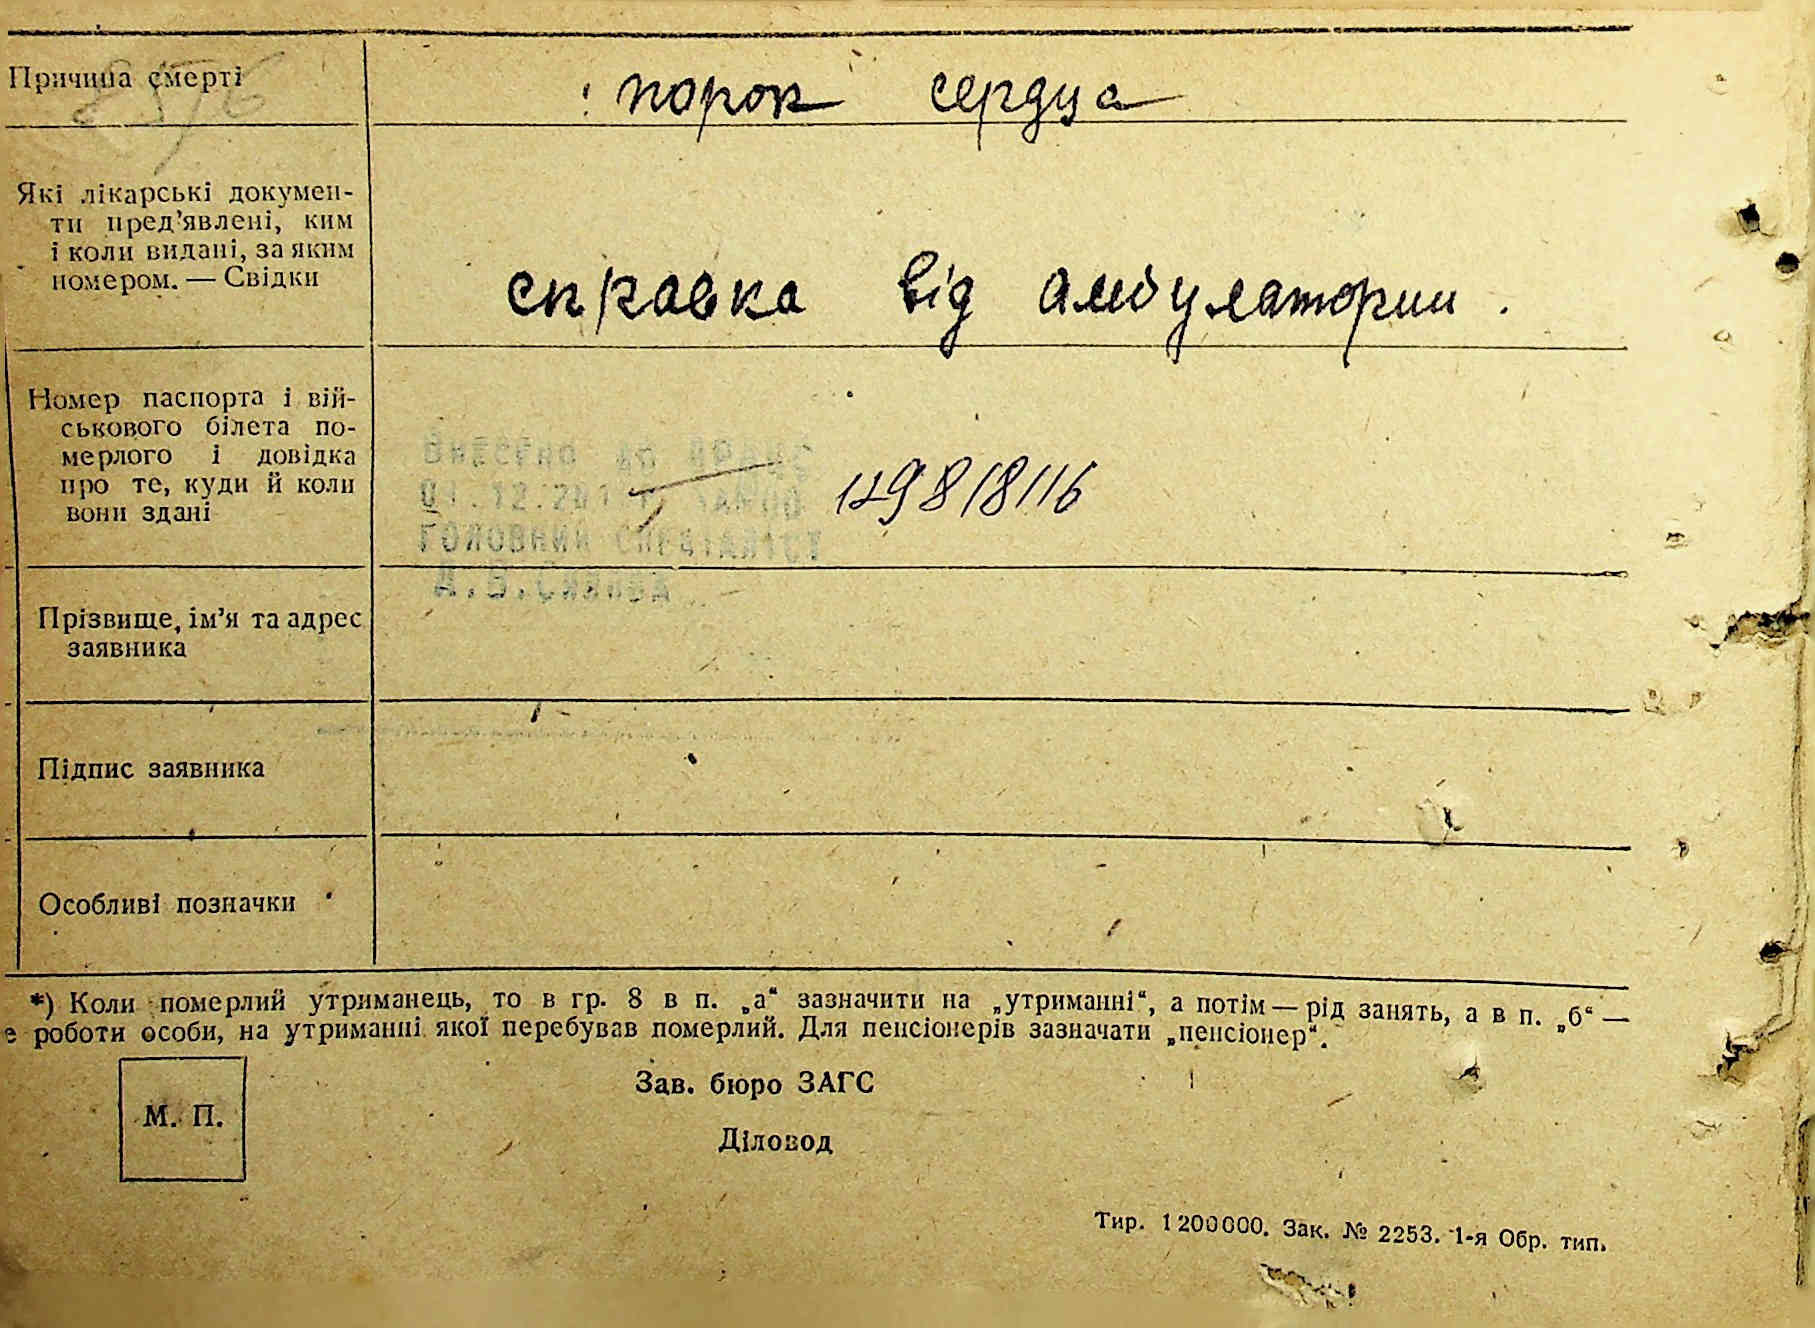 Причина смерті
порок сердца
Які лікарські докумен-
ти пред’явлені, ким
і коли видані, за яким
номером. — Свідки
справка від амбулатории.
Номер паспорта і вій-
ськового білета по-
мерлого і довідка
про те, куди й коли
вони здані
Внесено до
01.12.
головний спеціаліст
12981816
Прізвище, ім’я та адрес
заявника
Підпис заявника
Особливі позначки
*) Коли померлий утриманець, то в гр. 8 в п. „а“ зазначити на „утриманні“, а потім — рід занять, а в п. „б“ —
е роботи особи, на утриманні якої перебував померлий. Для пенсіонерів зазначати „пенсіонер“.
М. П.
Зав. бюро ЗАГС
Діловод
Тир. 1200000. Зак. № 2253. 1-я Обр. тип.